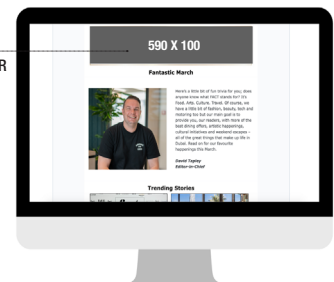 590 X 100
R
Fantastic March
Here's a little bit of fun trivia for you; does
anyone know what FACT stands for? It's
Food. Arts. Culture. Travel. Of course, we
have a little bit of fashion, beauty, tech and
motoring too but our main goal is to
provide you, our readers, with more of the
best dining offers, artistic happenings,
cultural initiatives and weekend escapes –
all of the great things that make up life in
Dubai. Read on for our favourite
happenings this March.
David Tapley
Editor-in-Chief
Trending Stories